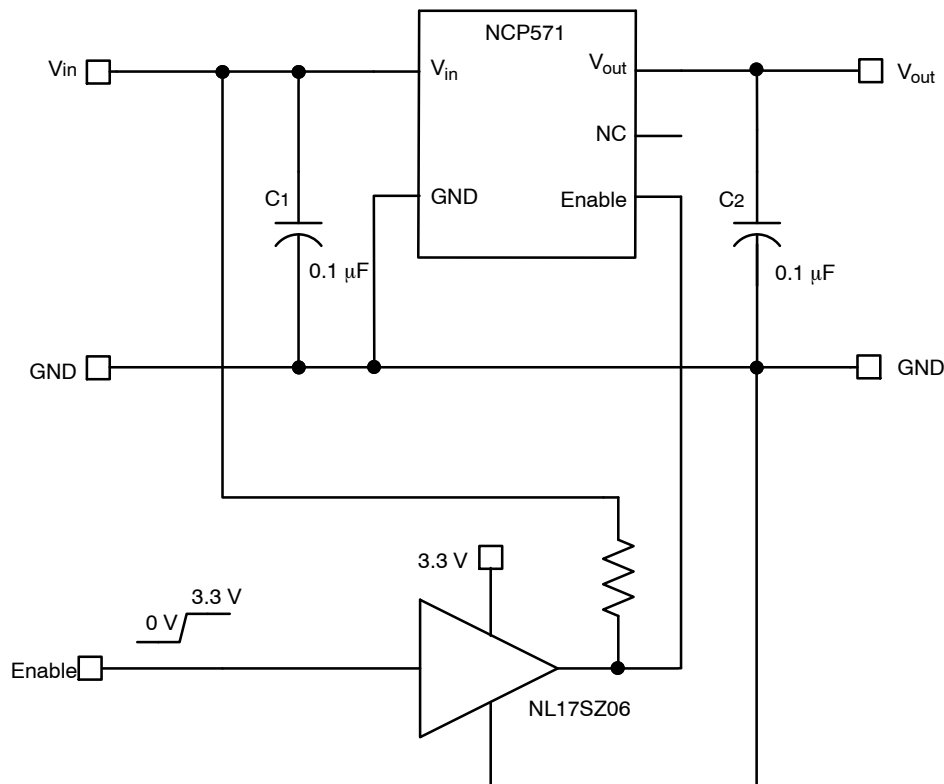 NCP571
Vin
Vin
Vout
Vout
NC
C1
GND
Enable
C2
0.1 μF
0.1 μF
GND
GND
3.3 V
3.3 V
0 V
Enable
NL17SZ06